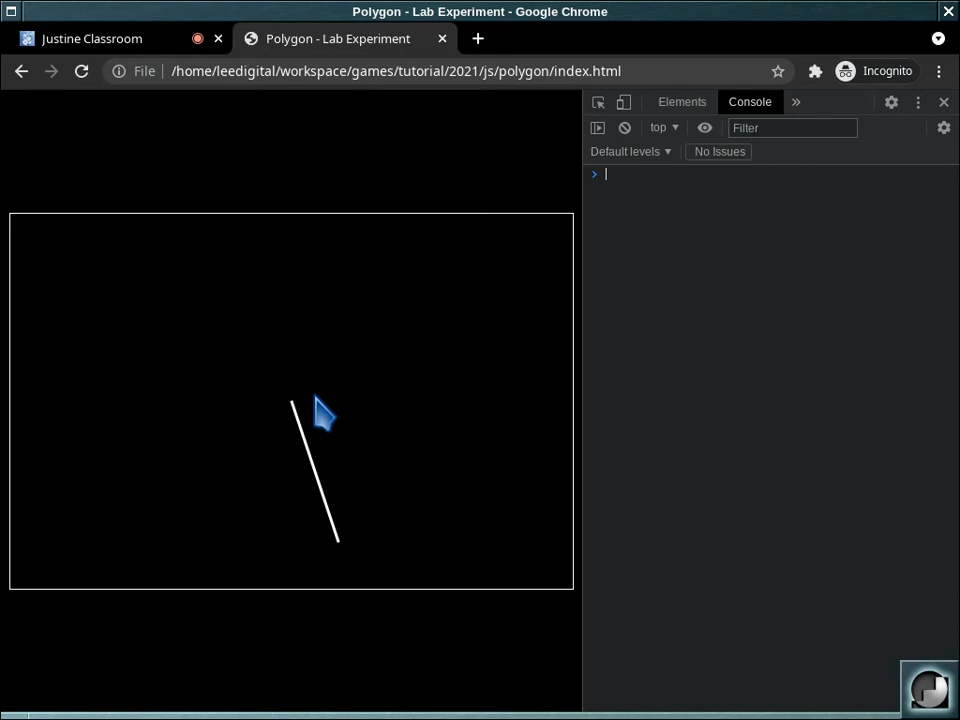 Polygon - Lab Experiment - Google Chrome
Justine Classroom
Polygon - Lab Experiment
File
/home/leedigital/workspace/games/tutorial/2021/js/polygon/index.html
Incognito
Elements
Console
top
Filter
Default levels
No Issues